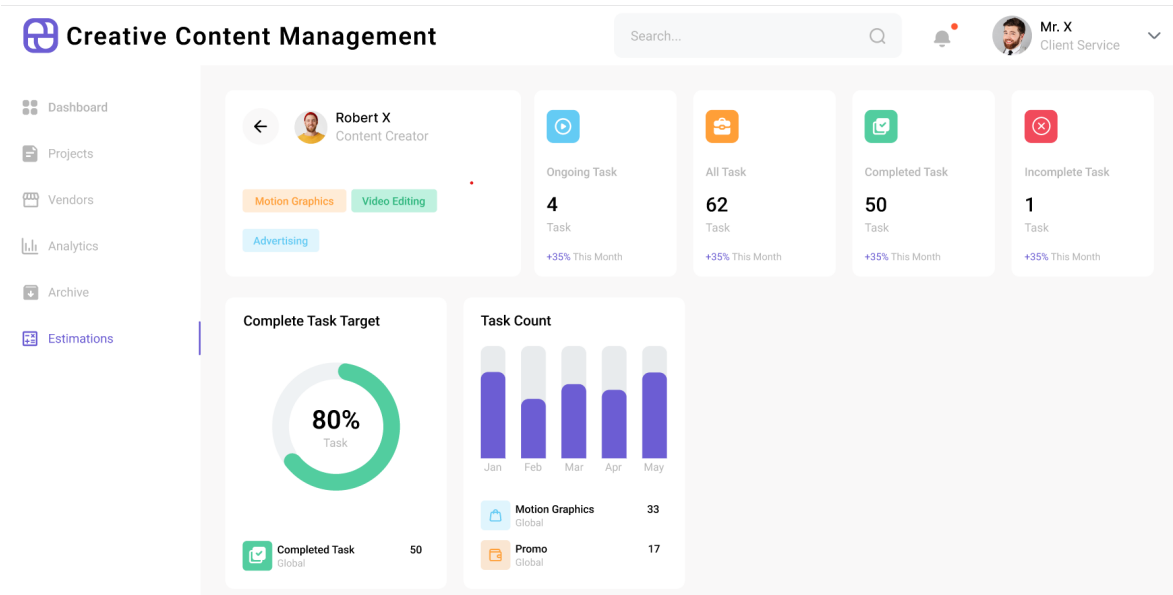 Creative Content Management
Search...
Mr. X
Client Service
Dashboard
Projects
Vendors
Analytics
Archive
Estimations
Robert X
Content Creator
Motion Graphics
Video Editing
Advertising
Ongoing Task
4
Task
+35% This Month
All Task
62
Task
+35% This Month
Completed Task
50
Task
+35% This Month
Incomplete Task
1
Task
+35% This Month
Complete Task Target
80%
Task
Completed Task 50
Global
Task Count
Jan Feb Mar Apr May
Motion Graphics 33
Global
Promo 17
Global